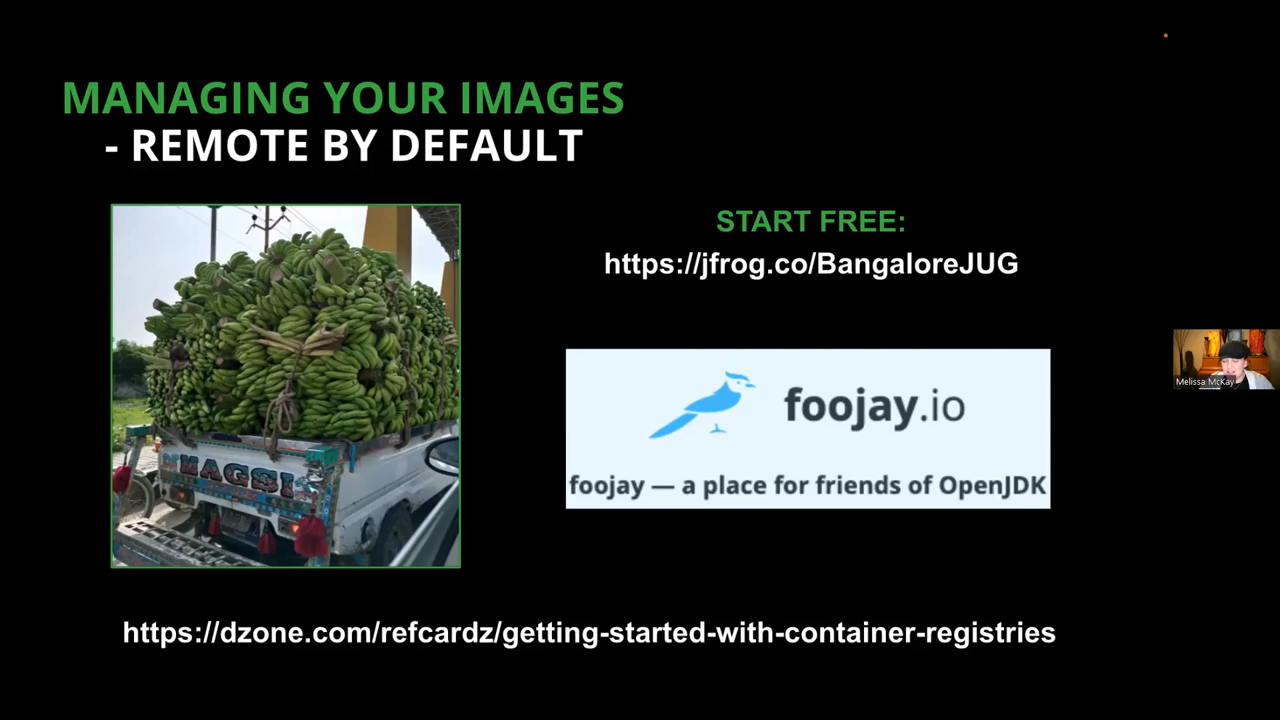 MANAGING YOUR IMAGES
- REMOTE BY DEFAULT
START FREE:
https://jfrog.co/BangaloreJUG
MAGSI
foojay.io
foojay — a place for friends of OpenJDK
Melissa McKay
https://dzone.com/refcardz/getting-started-with-container-registries